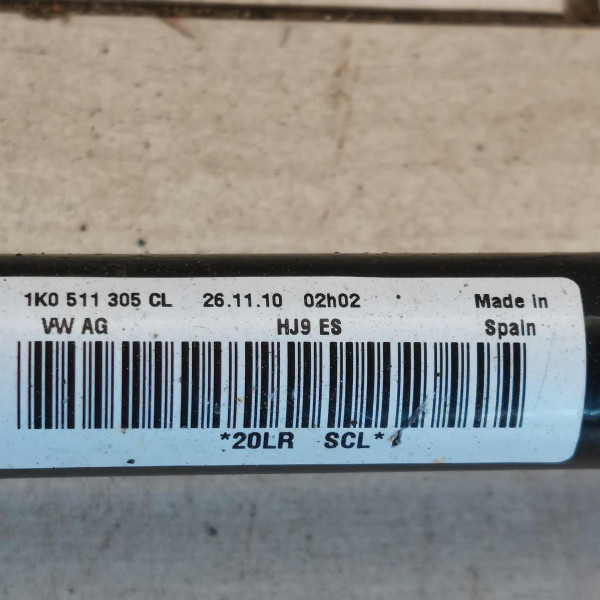 1K0 511 305 CL 26.11.10 02h02 Made in
VW AG HJ9 ES Spain
*20LR SCL*